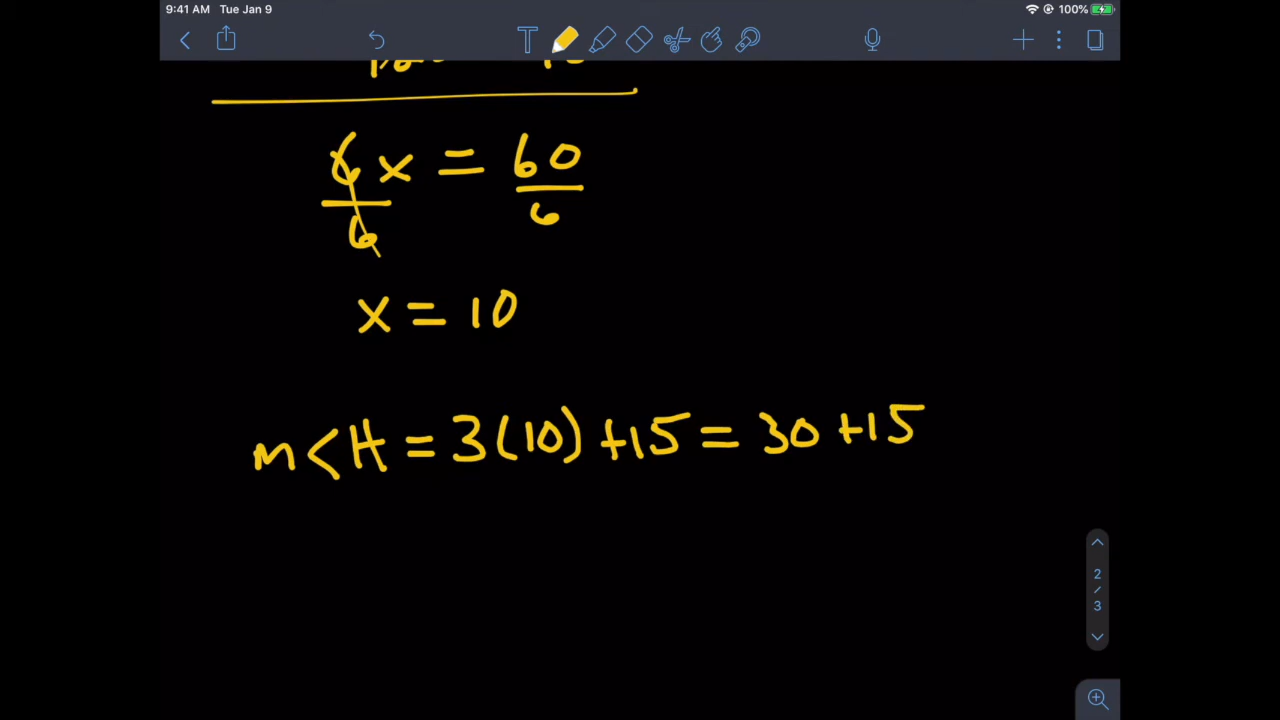 9:41 AM Tue Jan 9 100%
T
6x = 60
6 6
x = 10
m<H = 3(10) +15 = 30 +15
2
/
3